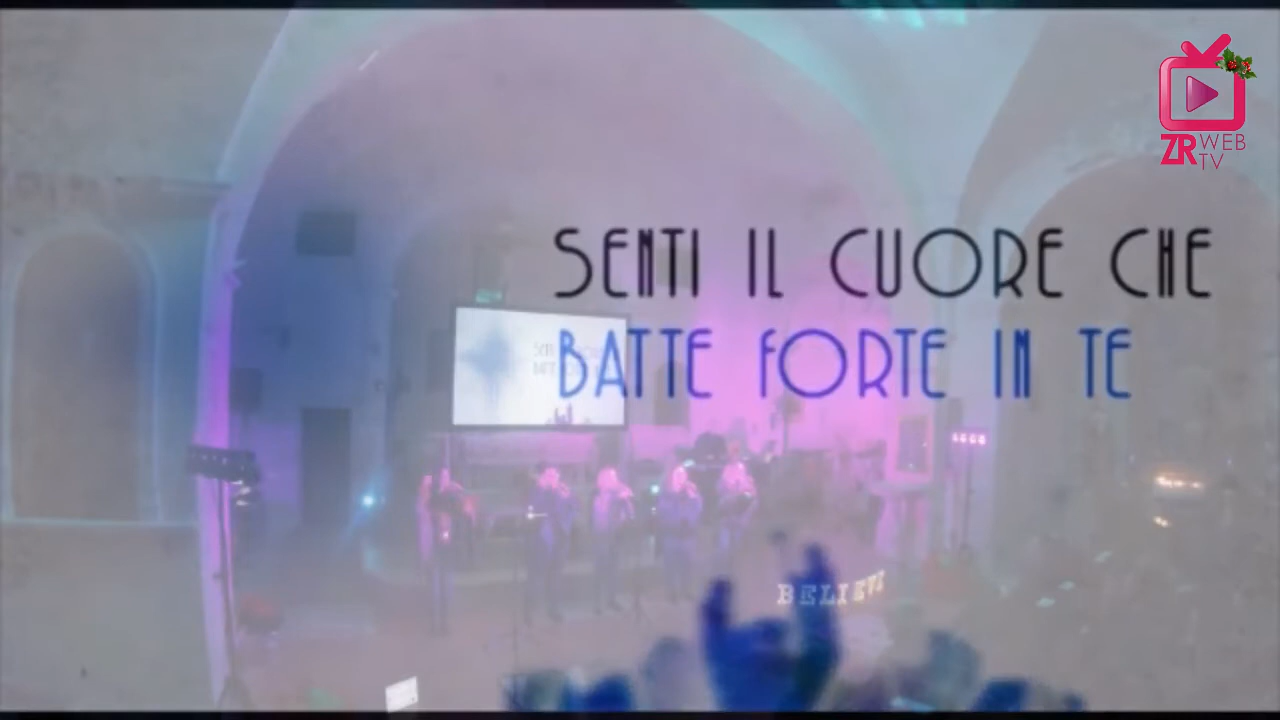 ZR WEB TV
SENTI IL CUORE CHE
BATTE FORTE IN TE
BELIEVE